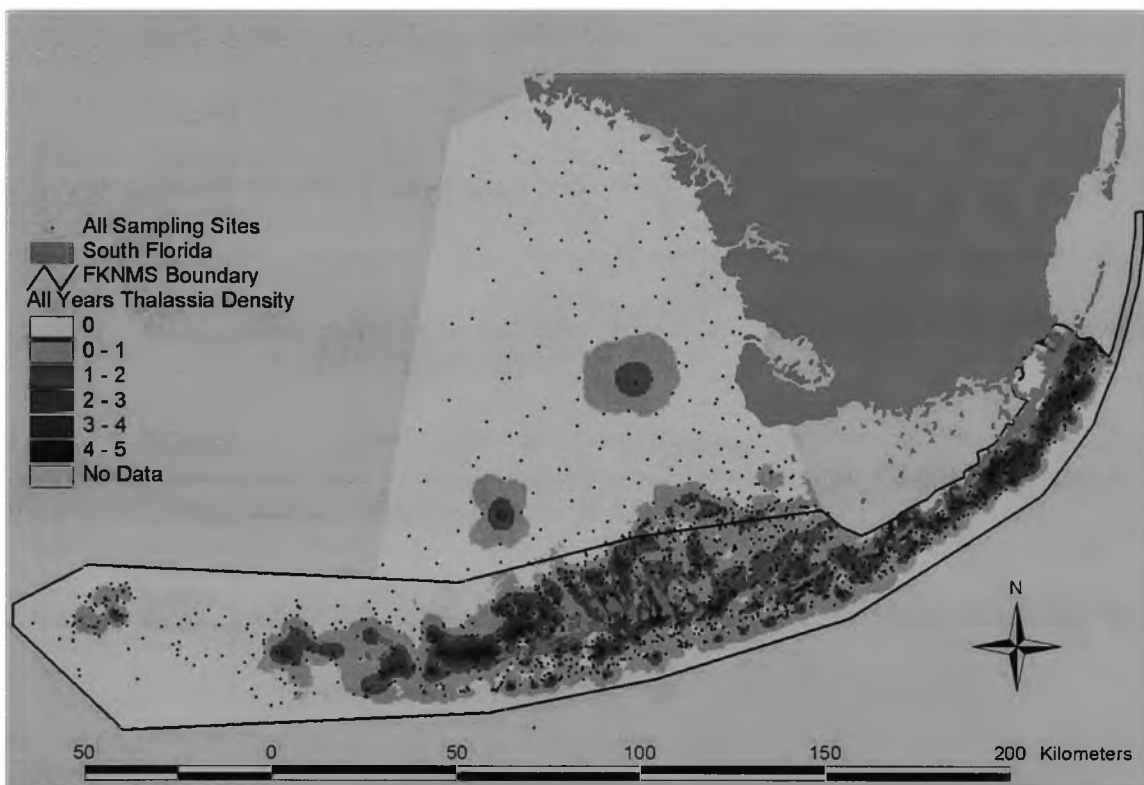 All Sampling Sites
South Florida
FKNMS Boundary
All Years Thalassia Density
0
0 - 1
1 - 2
2 - 3
3 - 4
4 - 5
No Data
N
50 0 50 100 150 200 Kilometers